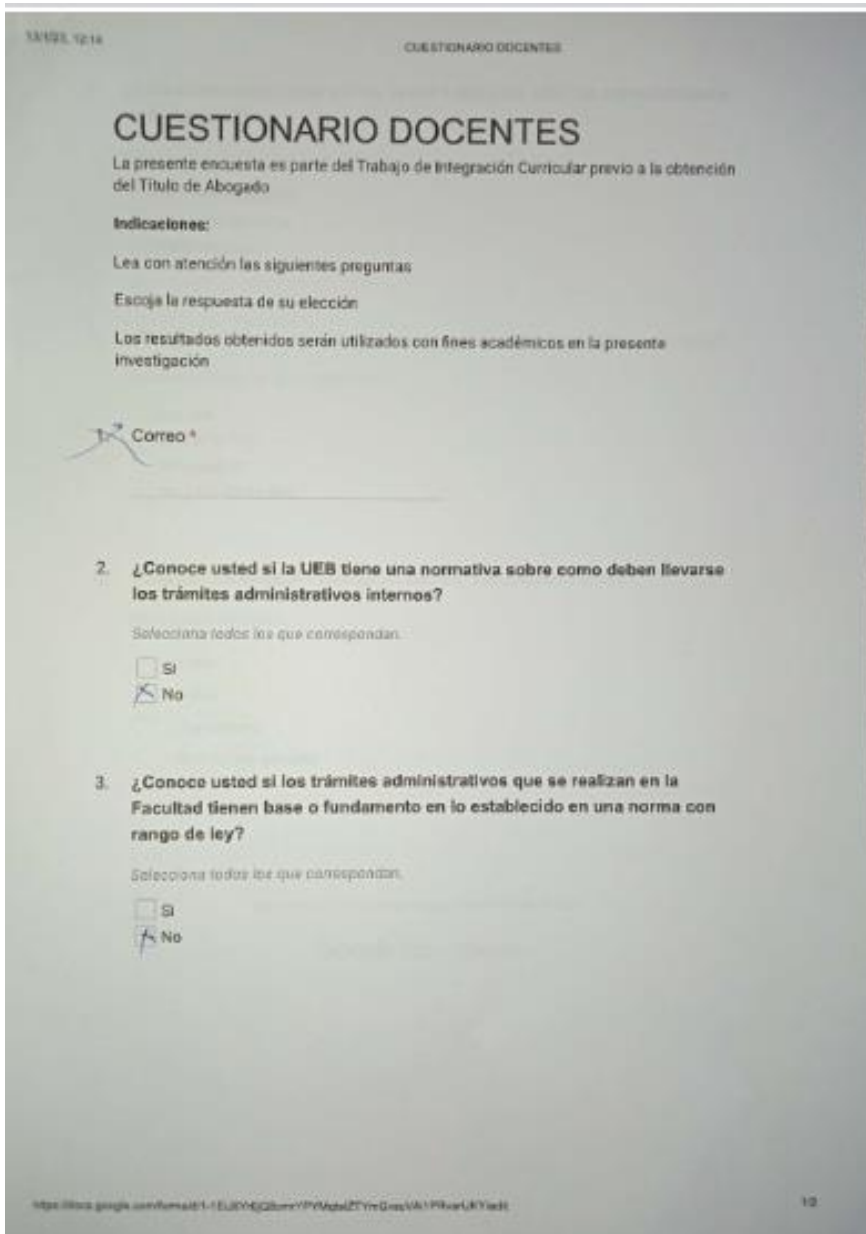 CUESTIONARIO DOCENTES
CUESTIONARIO DOCENTES
La presente encuesta es parte del Trabajo de Integración Curricular previo a la obtención
del Título de Abogado
Indicaciones:
Lea con atención las siguientes preguntas
Escoja la respuesta de su elección
Los resultados obtenidos serán utilizados con fines académicos en la presente
investigación
Correo *
2. ¿Conoce usted si la UEB tiene una normativa sobre como deben llevarse
los trámites administrativos internos?
Selecciona todos los que correspondan.
Si
No
3. ¿Conoce usted si los trámites administrativos que se realizan en la
Facultad tienen base o fundamento en lo establecido en una norma con
rango de ley?
Selecciona todos los que correspondan.
Si
No